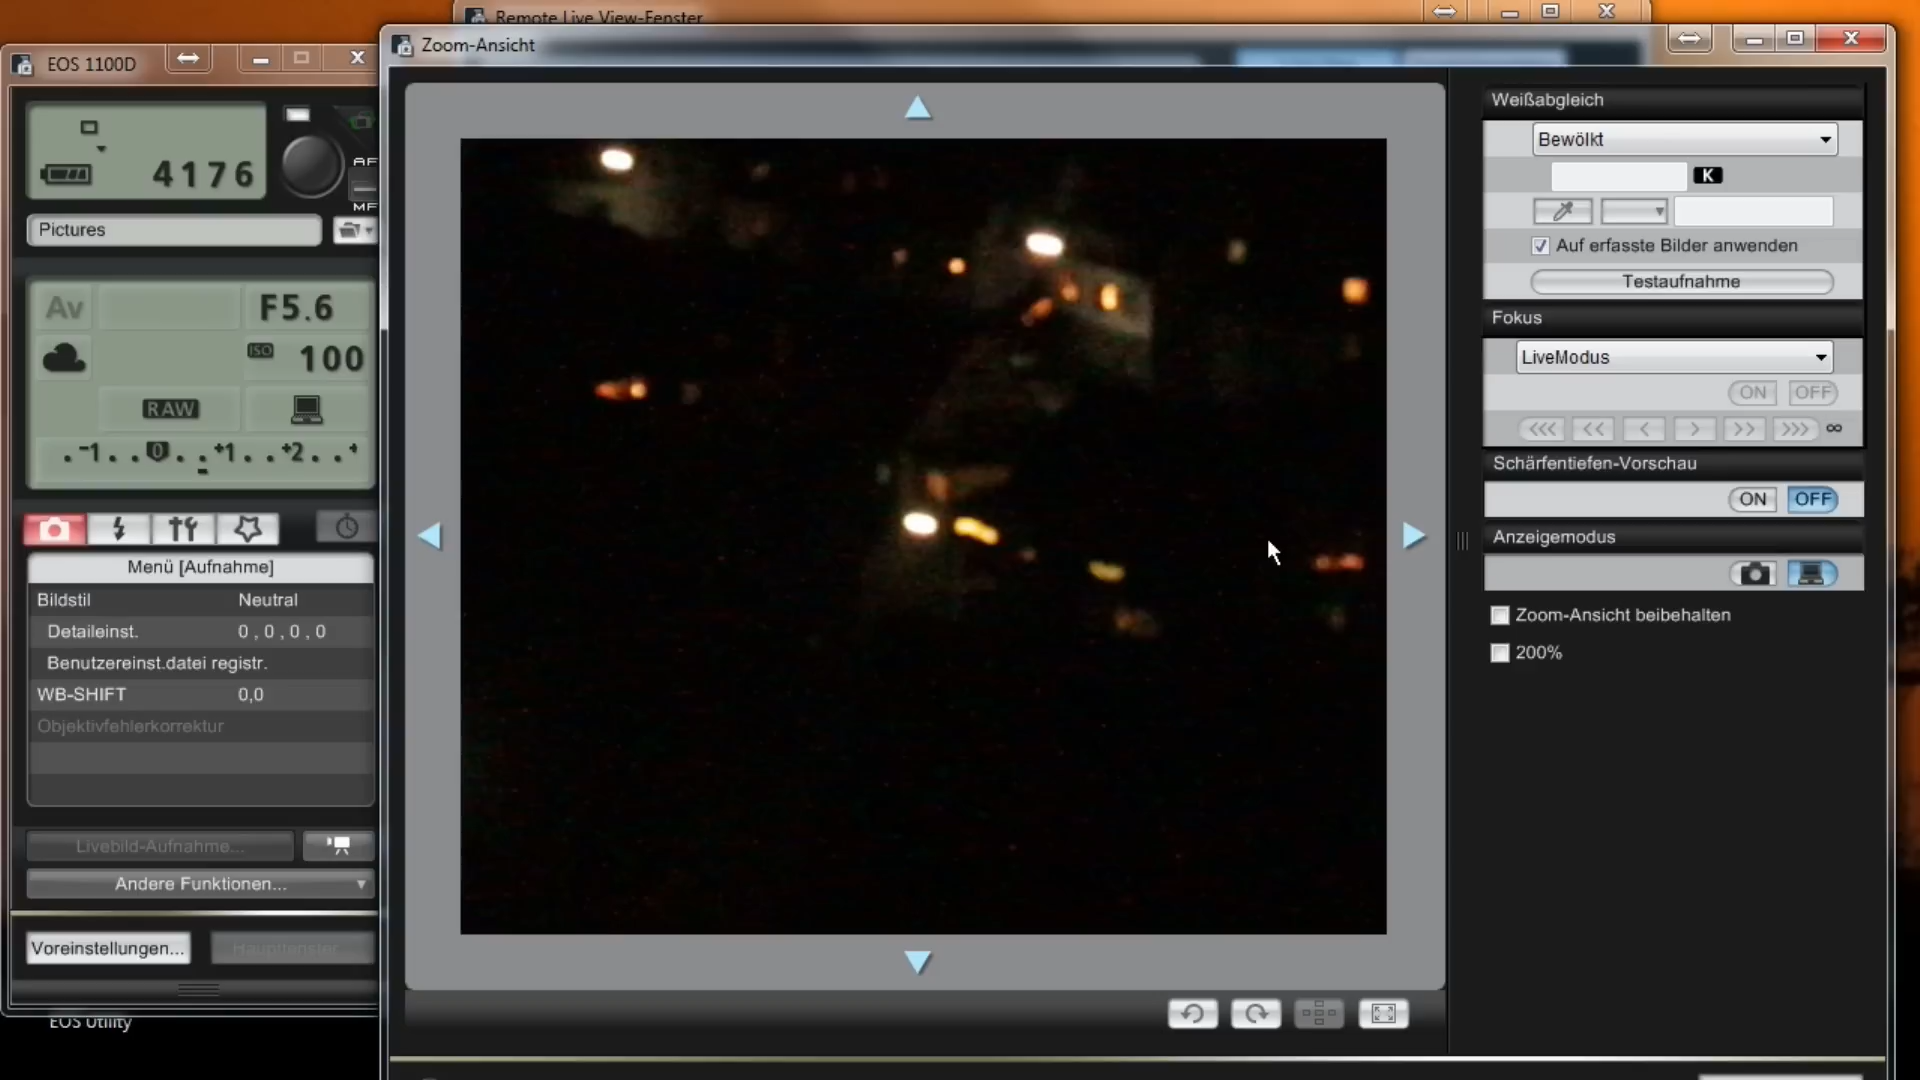 Remote Live View-Fenster
Zoom-Ansicht
EOS 1100D
4176
AF
MF
Pictures
Av
F5.6
ISO 100
RAW
.-1..0..+1..+2..+
Menü [Aufnahme]
Bildstil Neutral
Detaileinst. 0,0,0,0
Benutzereinst.datei registr.
WB-SHIFT 0,0
Objektivfehlerkorrektur
Livebild-Aufnahme...
Andere Funktionen...
Voreinstellungen...
Hauptfenster...
EOS Utility
Weißabgleich
Bewölkt
K
Auf erfasste Bilder anwenden
Testaufnahme
Fokus
LiveModus
ON OFF
<<< << < > >> >>> ∞
Schärfentiefen-Vorschau
ON OFF
Anzeigemodus
Zoom-Ansicht beibehalten
200%